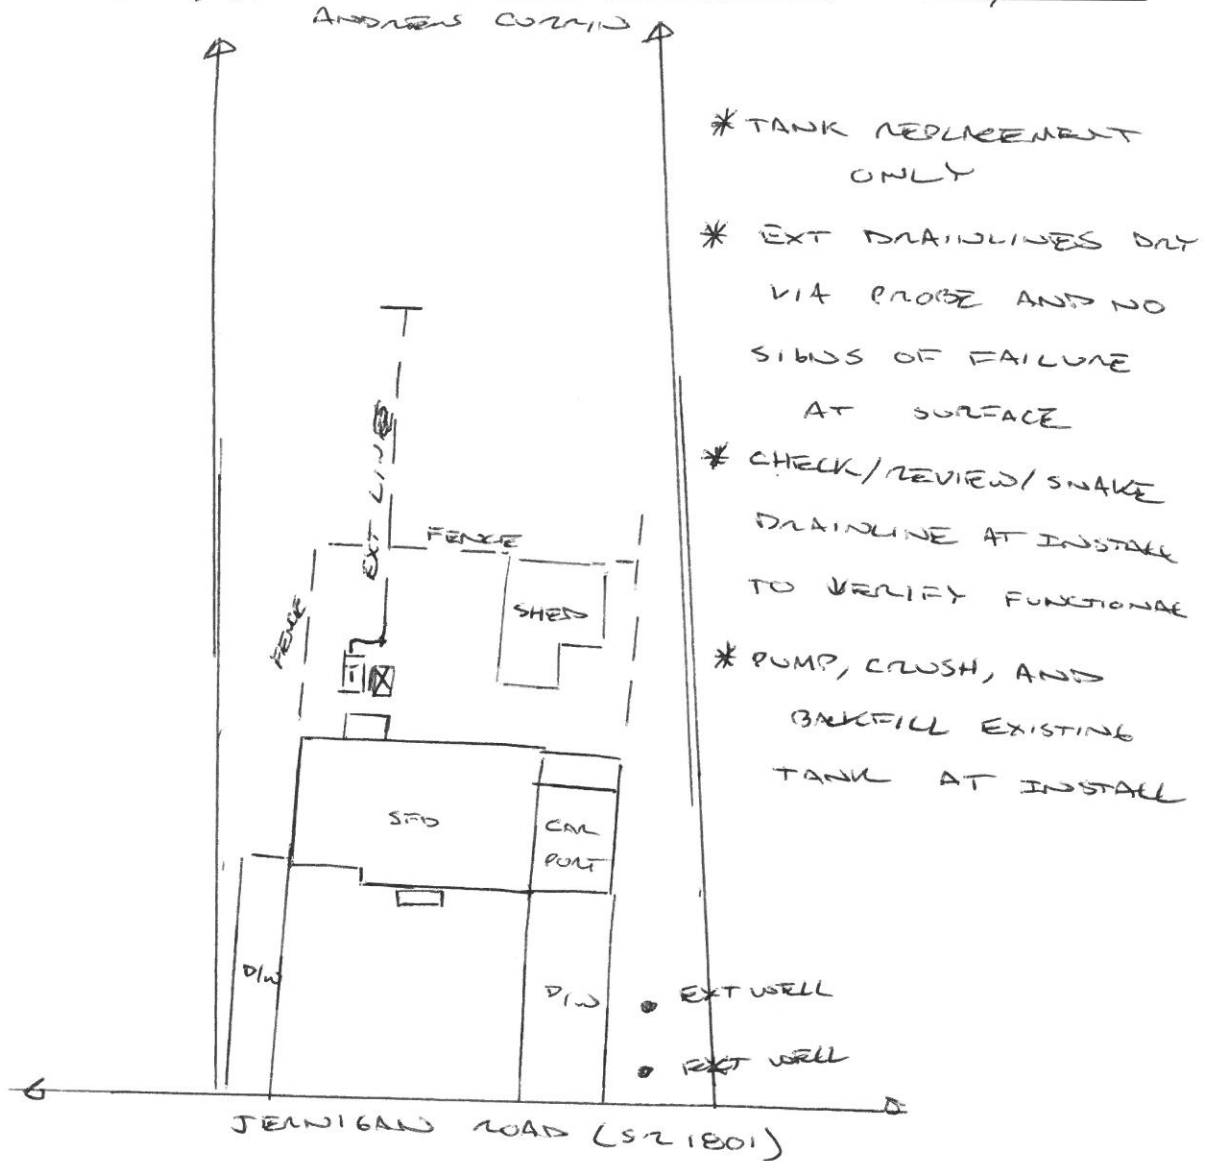 ANDREW CURRIN
* TANK REPLACEMENT
ONLY
* EXT DRAINLINES DRY
VIA PROBE AND NO
SIGNS OF FAILURE
AT SURFACE
* CHECK/REVIEW/SNAKE
DRAINLINE AT INSTALL
TO VERIFY FUNCTIONAL
* PUMP, CRUSH, AND
BACKFILL EXISTING
TANK AT INSTALL
EXT LINE
FENCE
FENCE
SHED
SFD
CAR
PORT
D/W
D/W
EXT WELL
EXT WELL
JERNIGAN ROAD (SR 1801)